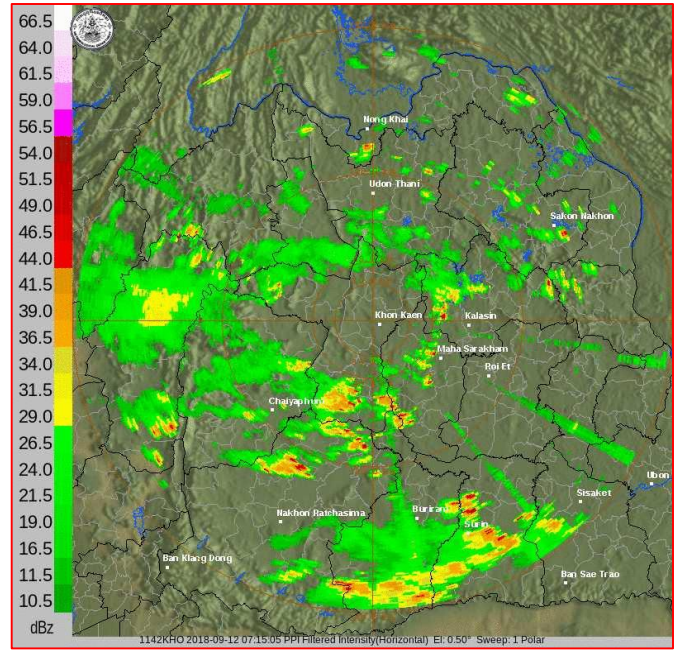 66.5
64.0
61.5
59.0
56.5
54.0
51.5
49.0
46.5
44.0
41.5
39.0
36.5
34.0
31.5
29.0
26.5
24.0
21.5
19.0
16.5
11.5
10.5
dBz
Nong Khai
Udon Thani
Sakon Nakhon
Khon Kaen
Kalasin
Maha Sarakham
Roi Et
Chaiyaphum
Ubon
Sisaket
Nakhon Ratchasima
Buriram
Surin
Ban Klang Dong
Ban Sae Trao
1142KHO 2018-09-12 07:15:05 PPI Filtered Intensity(Horizontal) El: 0.50° Sweep: 1 Polar